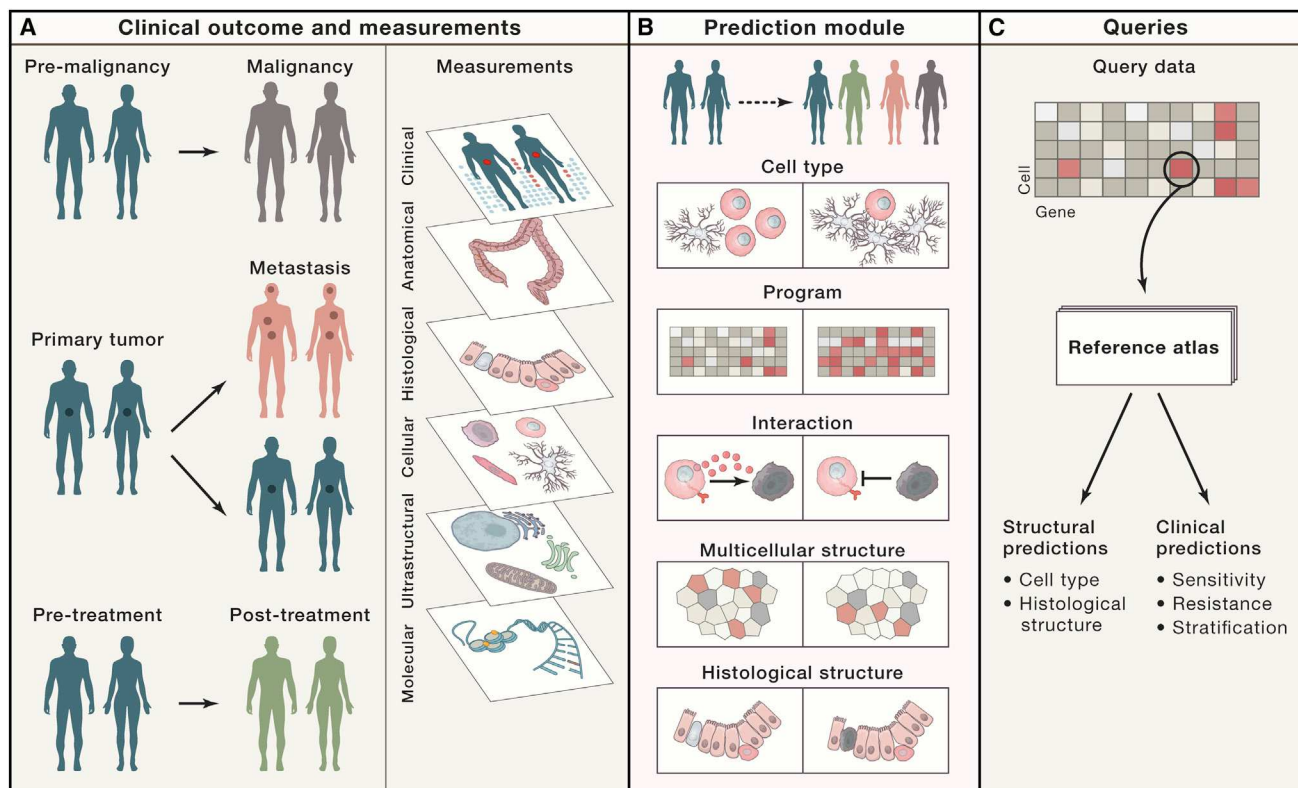 A Clinical outcome and measurements
Pre-malignancy
Malignancy
Metastasis
Primary tumor
Pre-treatment
Post-treatment
Measurements
Clinical
Anatomical
Histological
Cellular
Ultrastructural
Molecular
B Prediction module
Cell type
Program
Interaction
Multicellular structure
Histological structure
C Queries
Query data
Cell
Gene
Reference atlas
Structural
predictions
• Cell type
• Histological
structure
Clinical
predictions
• Sensitivity
• Resistance
• Stratification